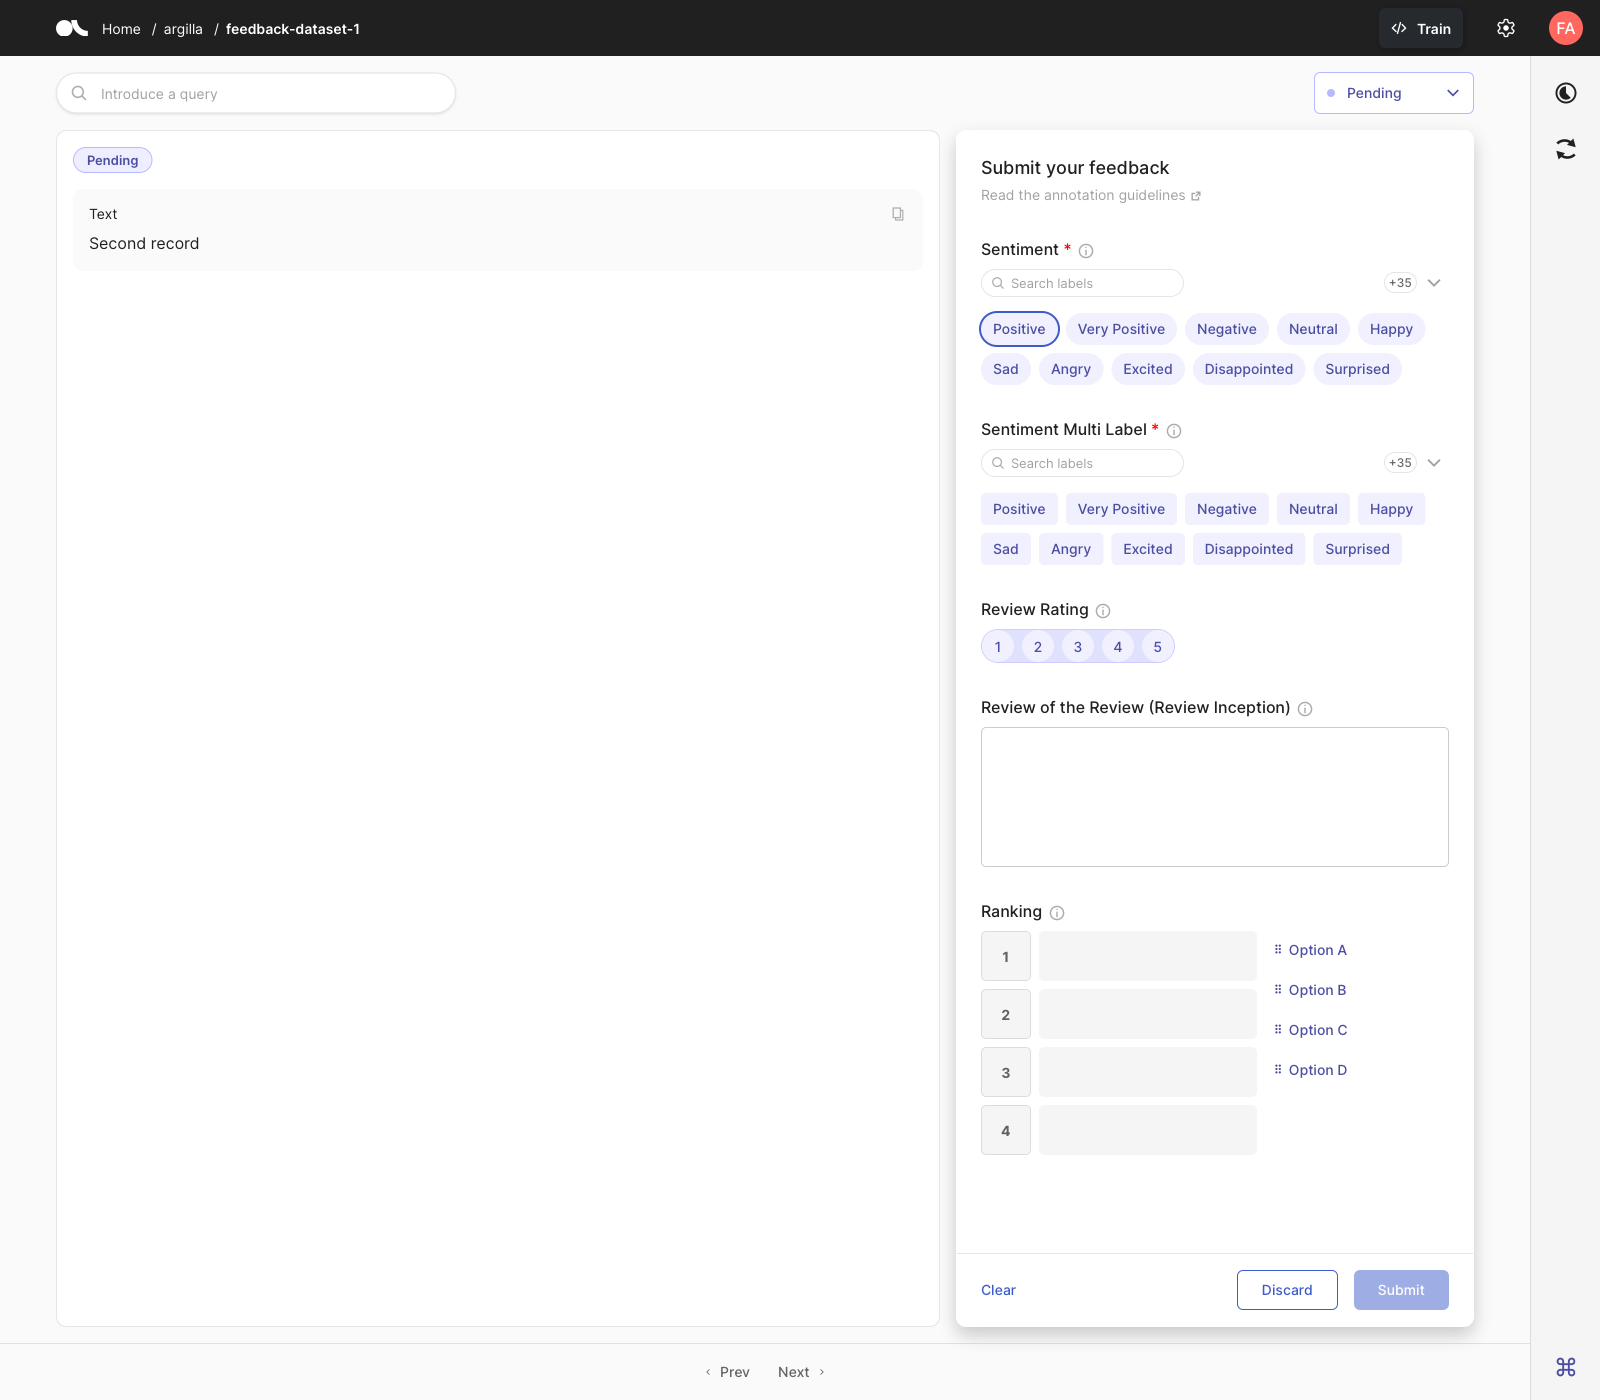 Home / argilla / feedback-dataset-1
Train
FA
Introduce a query
Pending
Pending
Text
Second record
Submit your feedback
Read the annotation guidelines
Sentiment *
Search labels
+35
Positive Very Positive Negative Neutral Happy
Sad Angry Excited Disappointed Surprised
Sentiment Multi Label *
Search labels
+35
Positive Very Positive Negative Neutral Happy
Sad Angry Excited Disappointed Surprised
Review Rating
1 2 3 4 5
Review of the Review (Review Inception)
Ranking
1
2
3
4
Option A
Option B
Option C
Option D
Clear
Discard
Submit
Prev
Next